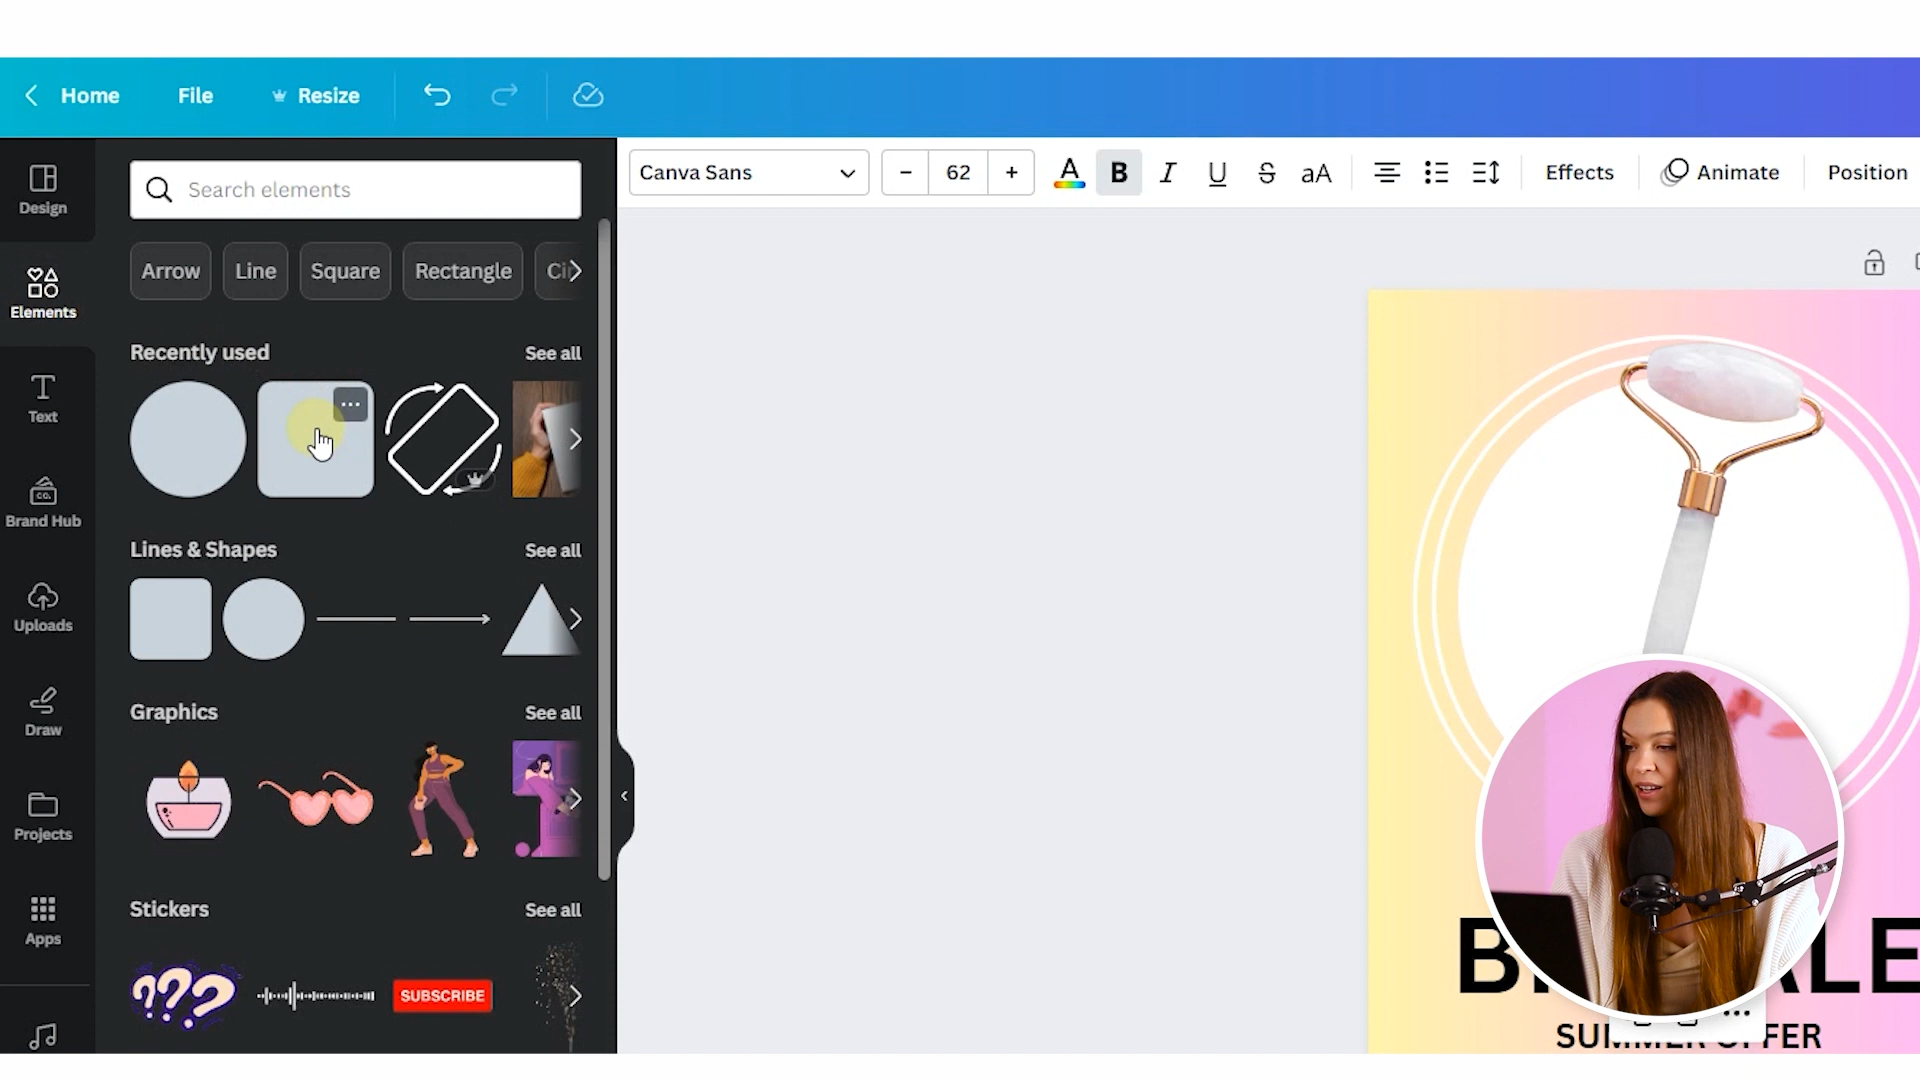 Home File Resize
Canva Sans 62 A B I U S aA Effects Animate Position
Design
Search elements
Arrow Line Square Rectangle
Elements
Recently used See all
Text
Brand Hub
CO.
Lines & Shapes See all
Uploads
Graphics See all
Draw
Projects
Stickers See all
Apps
???
SUBSCRIBE
SUMMER OFFER